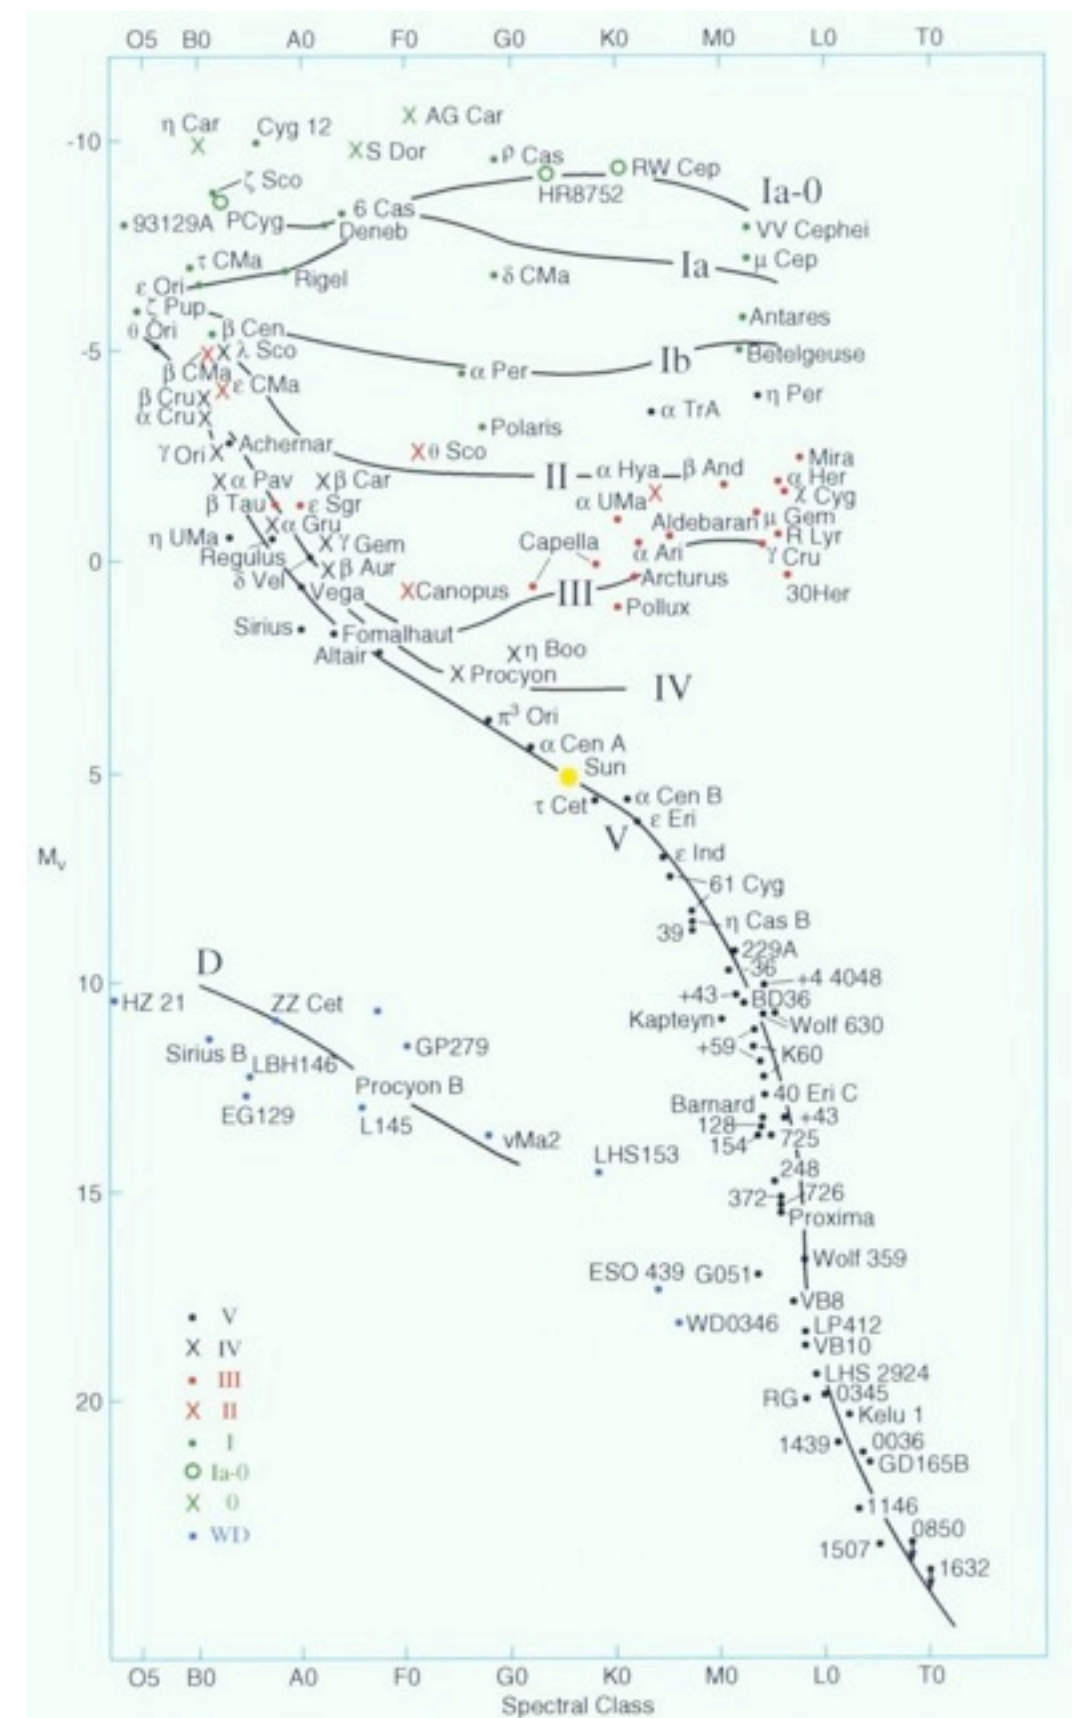 O5 B0 A0 F0 G0 K0 M0 L0 T0
AG Car
η Car
Cyg 12
-10
S Dor
ρ Cas
RW Cep
ζ Sco
HR8752
Ia-0
6 Cas
93129A
PCyg
Deneb
VV Cephei
τ CMa
Ia
μ Cep
Rigel
δ CMa
ε Ori
ζ Pup
Antares
θ Ori
β Cen
-5
λ Sco
Ib
Betelgeuse
β CMa
α Per
ε CMa
η Per
β Cru
α TrA
α Cru
Polaris
Achernar
γ Ori
θ Sco
Mira
II
α Hya
β And
α Her
α Pav
β Car
χ Cyg
β Tau
ε Sgr
α UMa
μ Gem
α Gru
Aldebaran
R Lyr
η UMa
γ Gem
Capella
α Ari
Regulus
γ Cru
0
β Aur
δ Vel
Arcturus
Vega
Canopus
III
30Her
Pollux
Sirius
Fomalhaut
Altair
η Boo
Procyon
IV
π³ Ori
α Cen A
Sun
5
τ Cet
α Cen B
ε Eri
V
Mv
ε Ind
61 Cyg
η Cas B
39
229A
D
36
+4 4048
10
HZ 21
ZZ Cet
+43
BD36
Kapteyn
Wolf 630
Sirius B
GP279
+59
K60
LBH146
Procyon B
40 Eri C
EG129
Barnard
+43
L145
128
vMa2
154
725
LHS153
248
15
372
726
Proxima
Wolf 359
ESO 439
G051
VB8
V
WD0346
LP412
IV
VB10
III
LHS 2924
20
RG
0345
II
Kelu 1
I
1439
0036
GD165B
Ia-0
0
1146
WD
0850
1507
1632
O5 B0 A0 F0 G0 K0 M0 L0 T0
Spectral Class